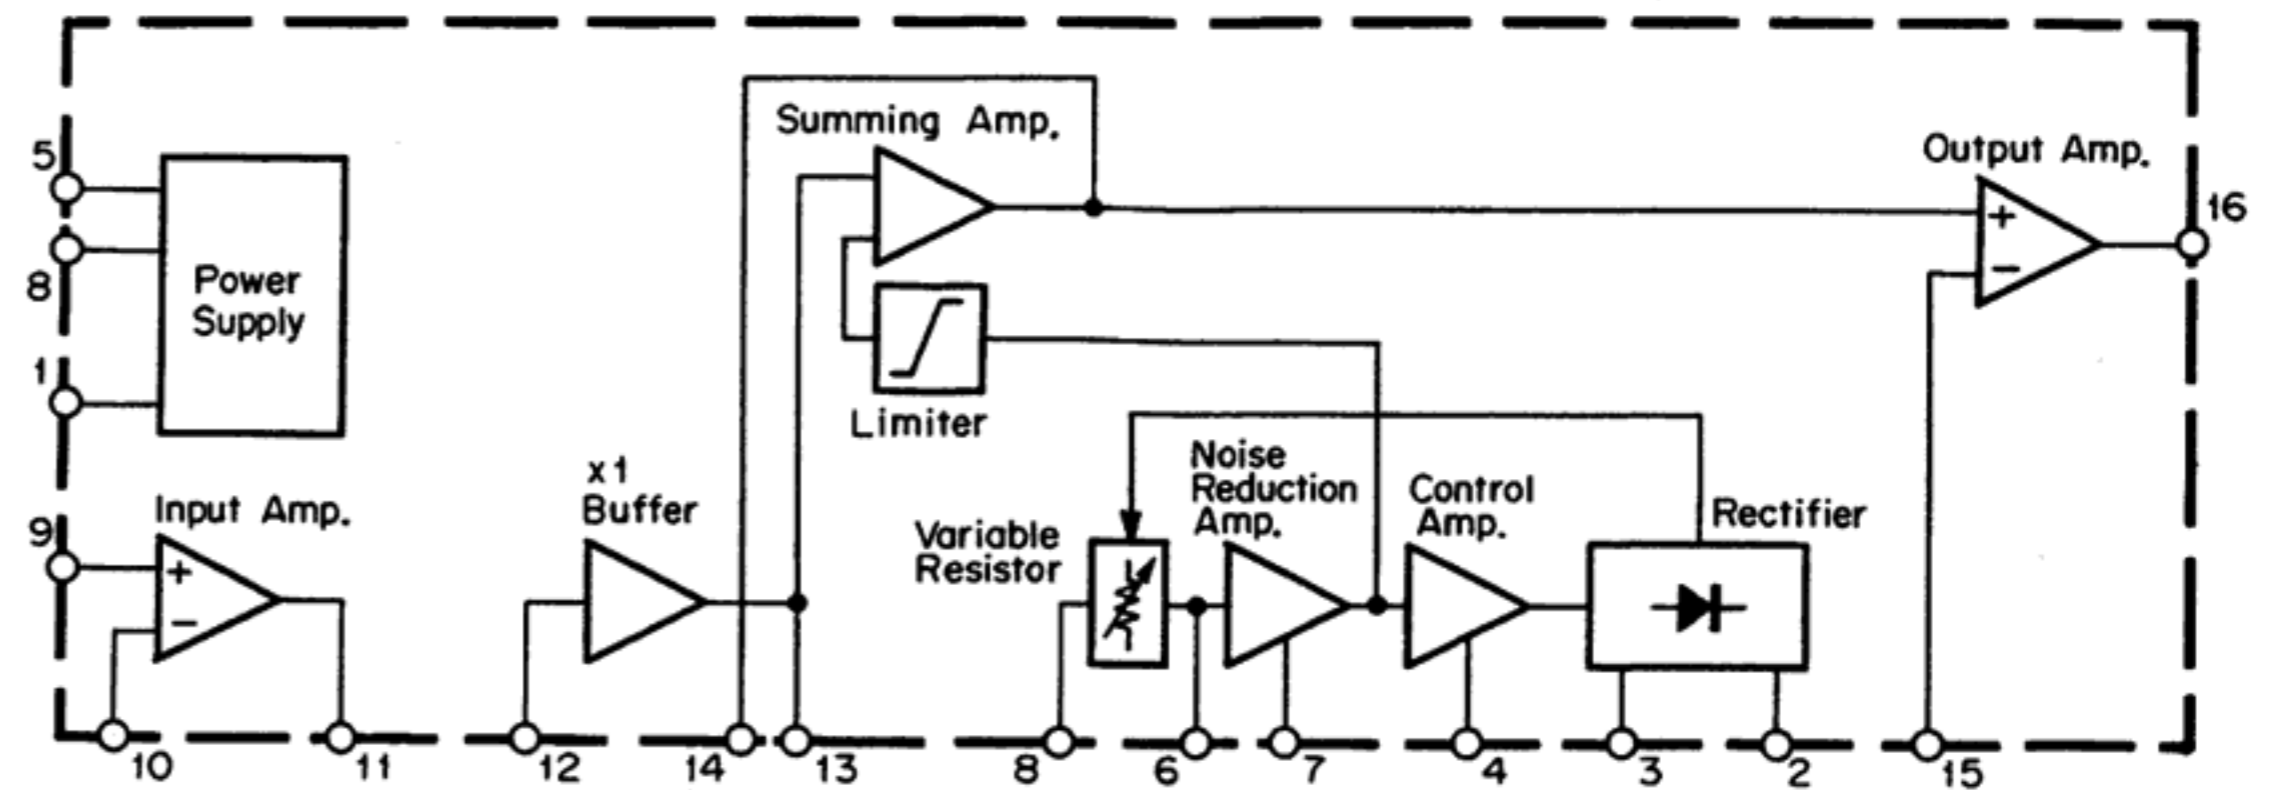 Summing Amp.
Output Amp.
+
−
16
5
8
1
Power
Supply
Limiter
x1
Buffer
Input Amp.
9
+
−
Variable
Resistor
Noise
Reduction
Amp.
Control
Amp.
Rectifier
10
11
12
14
13
8
6
7
4
3
2
15